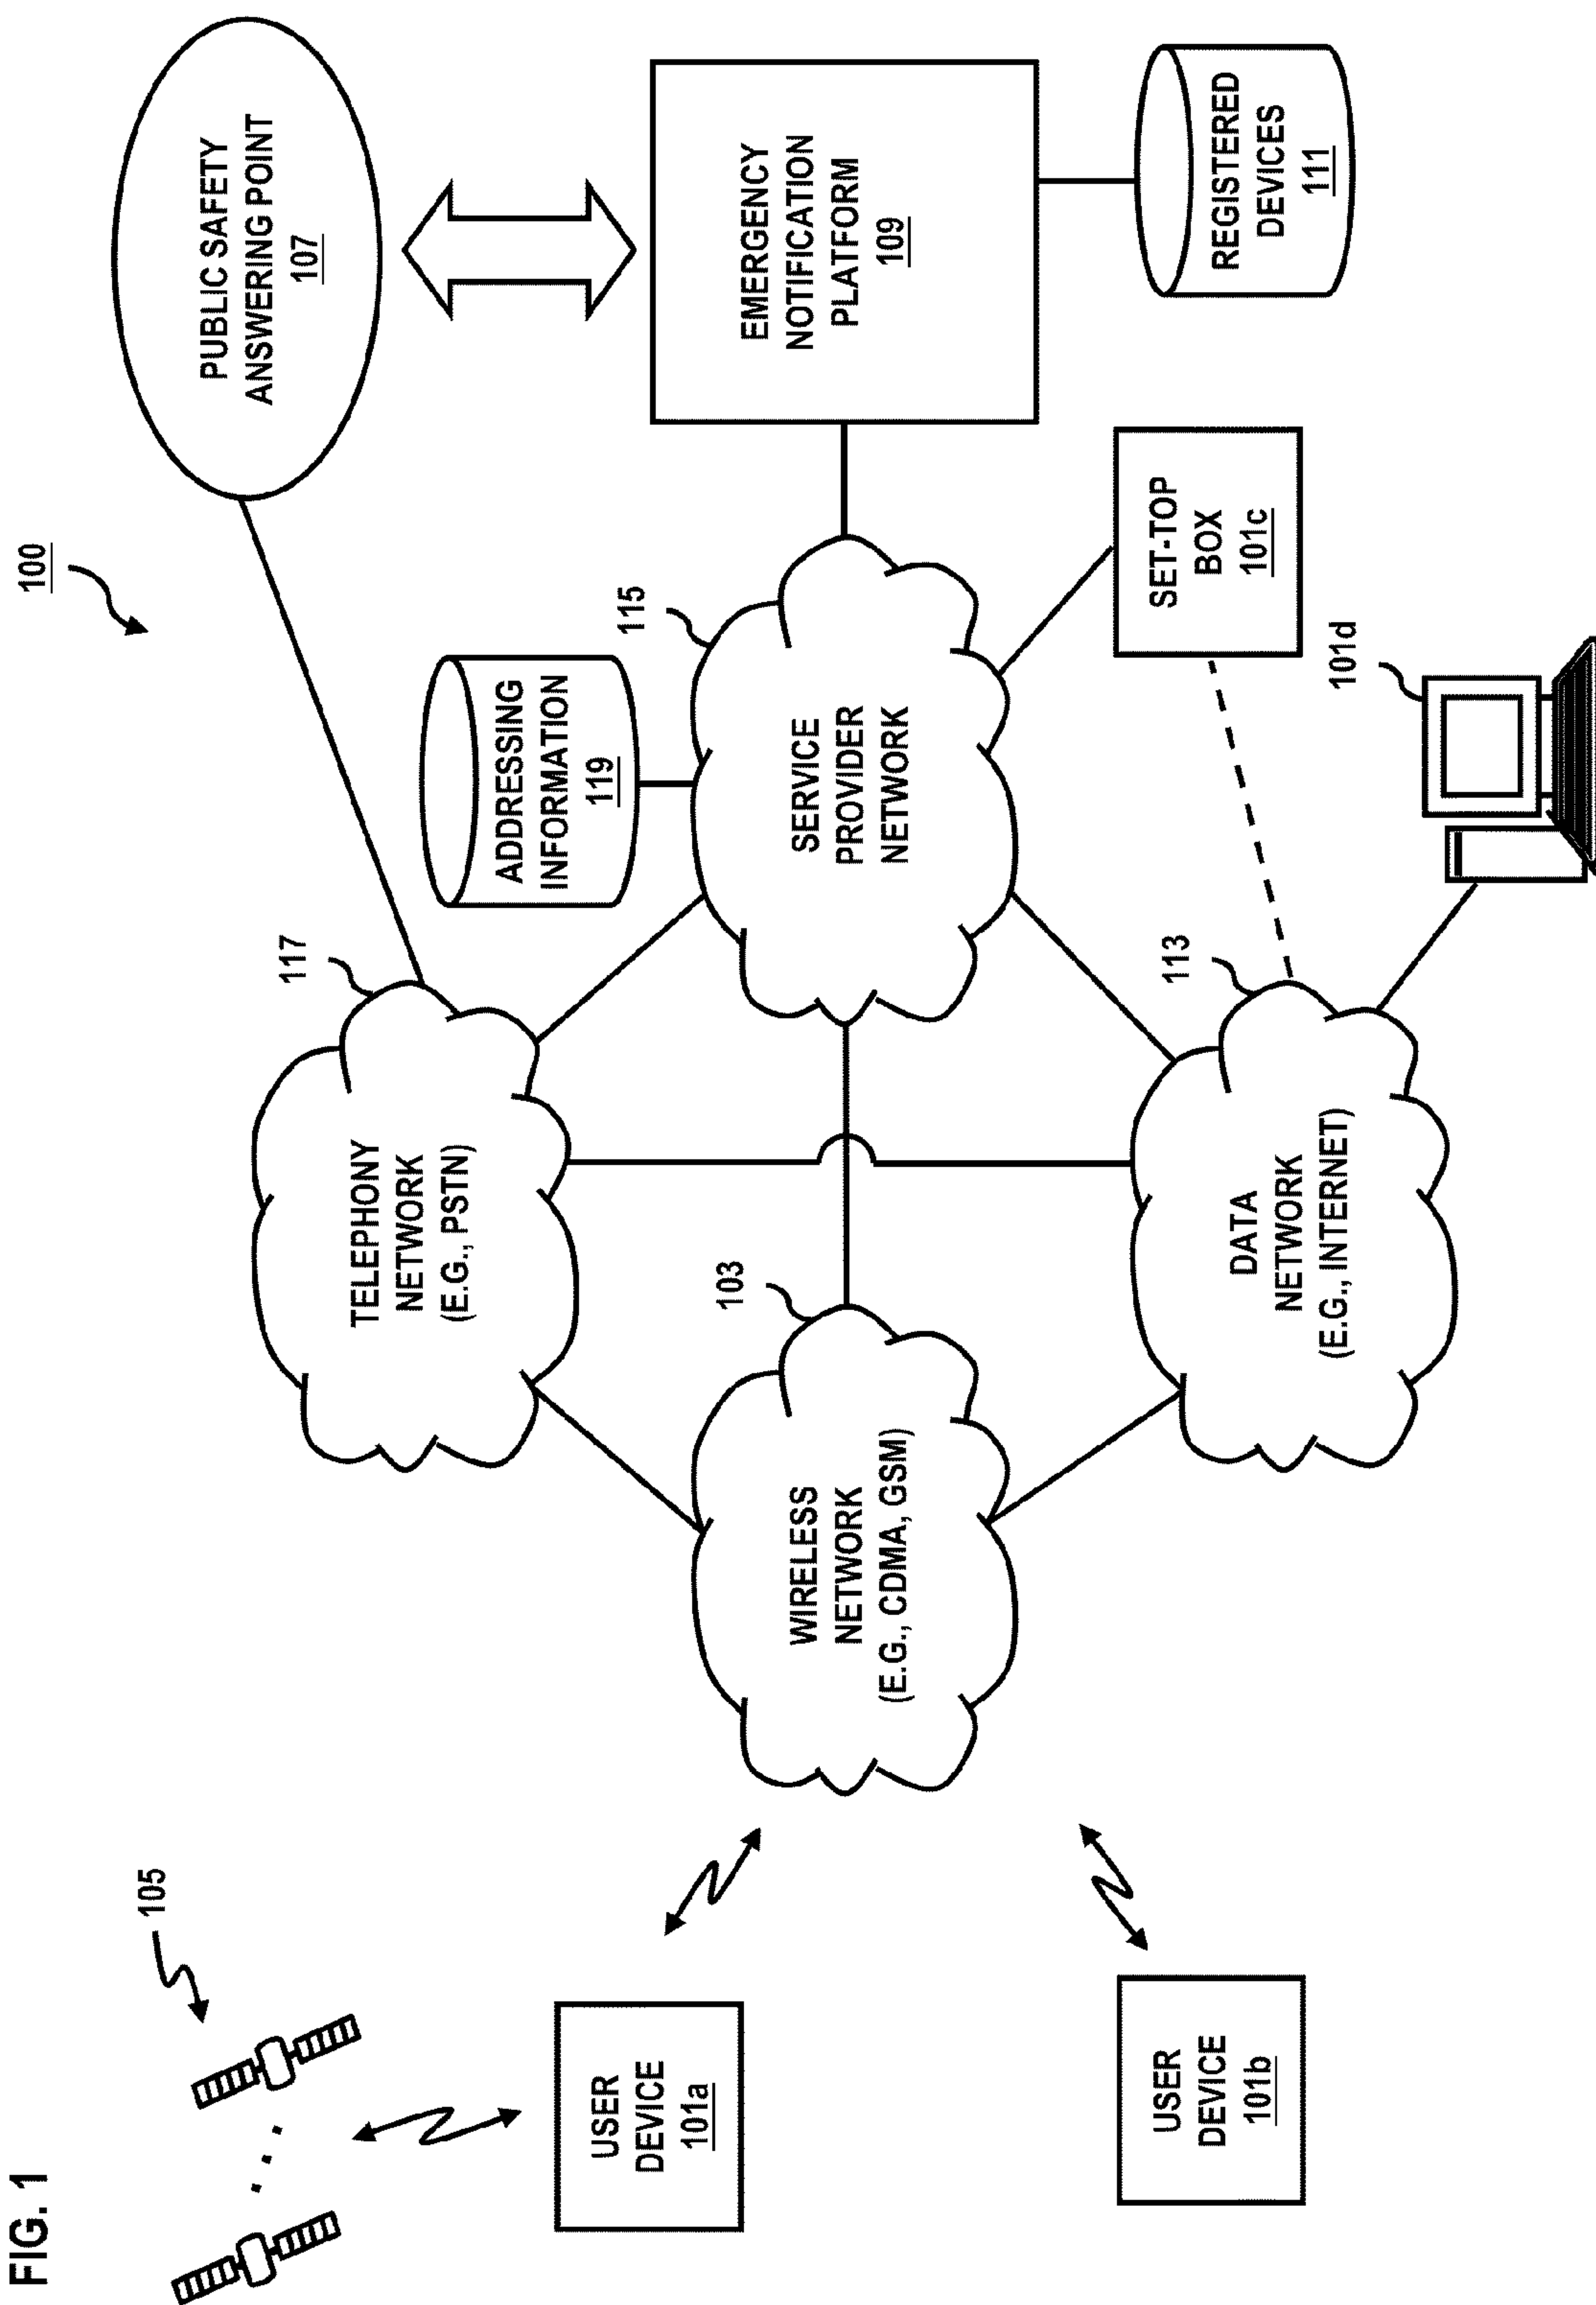 FIG. 1
100
105
PUBLIC SAFETY
ANSWERING POINT
107
117
TELEPHONY
NETWORK
(E.G., PSTN)
ADDRESSING
INFORMATION
119
115
USER
DEVICE
101a
103
WIRELESS
NETWORK
(E.G., CDMA, GSM)
SERVICE
PROVIDER
NETWORK
EMERGENCY
NOTIFICATION
PLATFORM
109
USER
DEVICE
101b
113
DATA
NETWORK
(E.G., INTERNET)
SET-TOP
BOX
101c
REGISTERED
DEVICES
111
101d